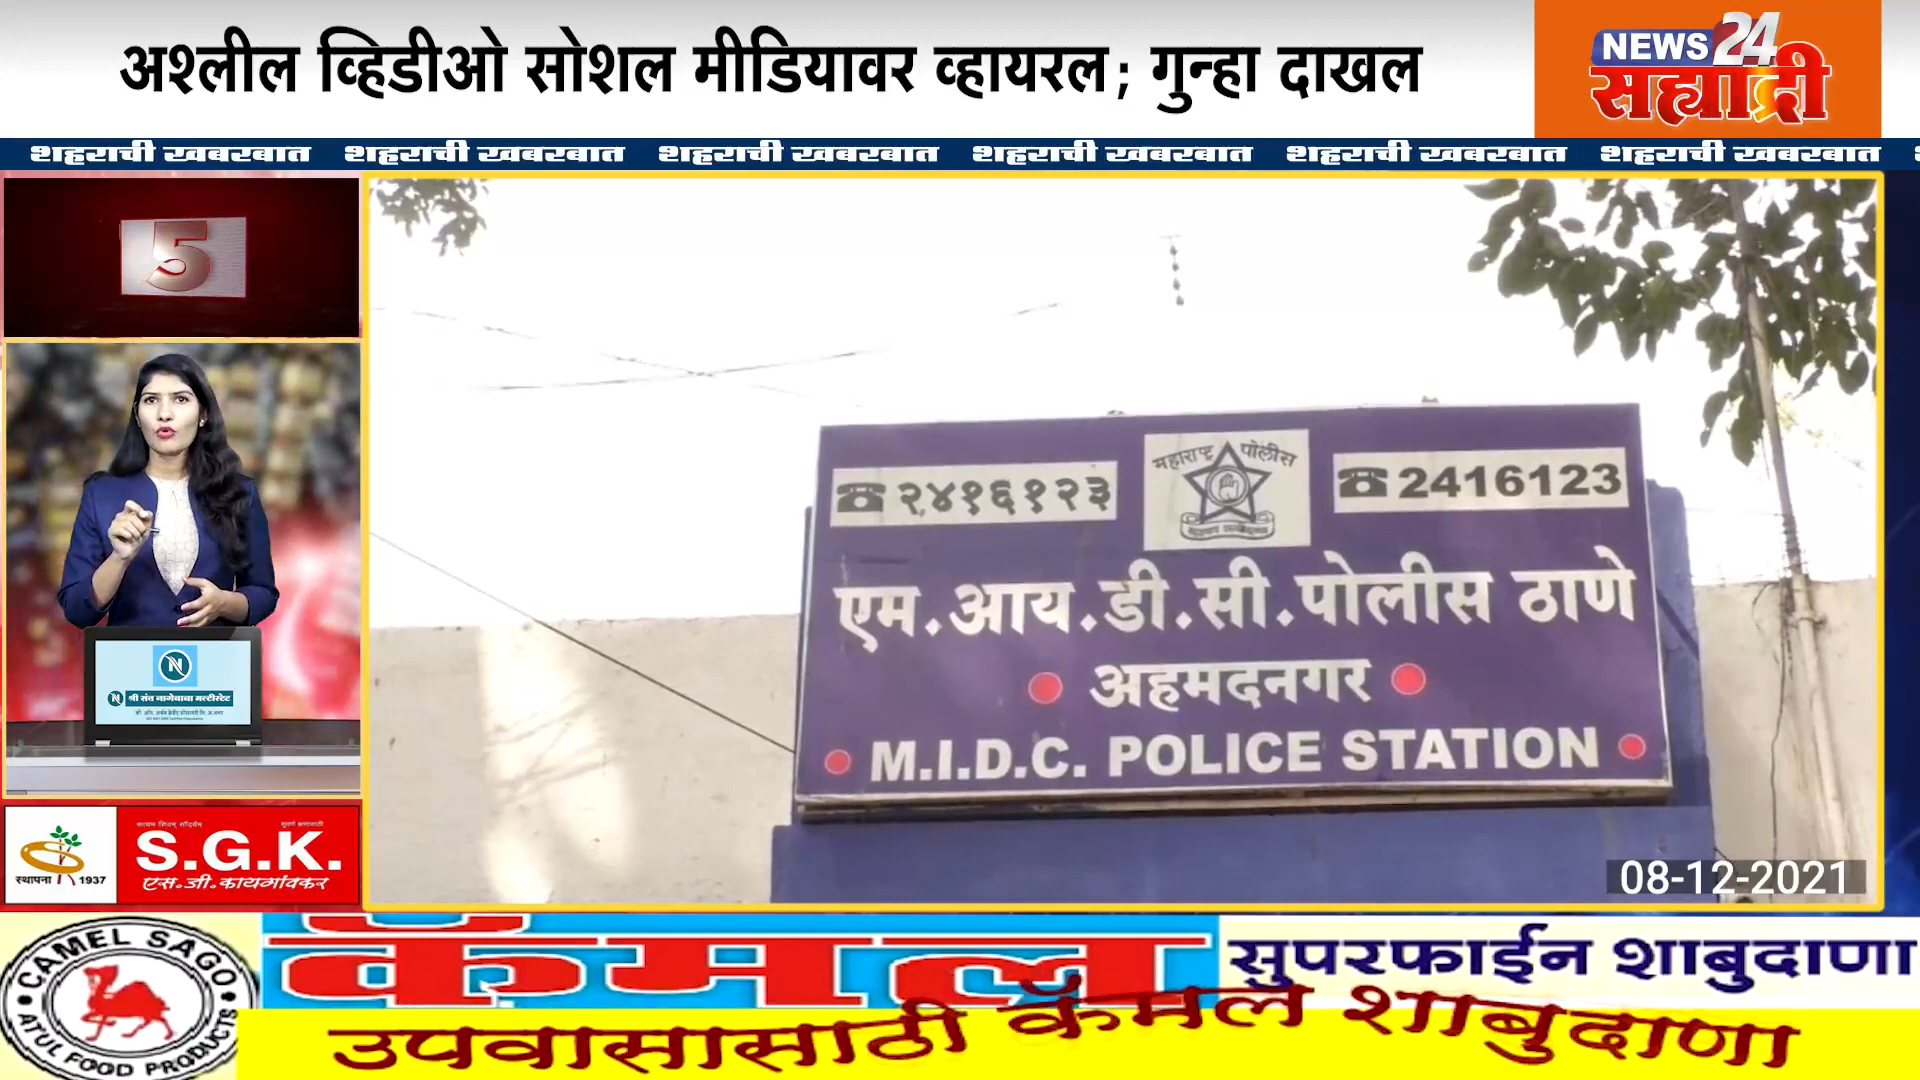 अश्लील व्हिडीओ सोशल मीडियावर व्हायरल; गुन्हा दाखल
NEWS 24
सह्याद्री
शहराची खबरबात शहराची खबरबात शहराची खबरबात शहराची खबरबात शहराची खबरबात शहराची खबरबात
5
महाराष्ट्र पोलीस
२४१६१२३
2416123
एम.आय.डी.सी.पोलीस ठाणे
अहमदनगर
M.I.D.C. POLICE STATION
N
श्री संत नागेबाबा मल्टीस्टेट
S.G.K.
एस.जी.कायगांवकर
स्थापना 1937
08-12-2021
CAMEL SAGO
ATUL FOOD PRODUCTS
कॅमल
सुपरफाईन शाबुदाणा
उपवासासाठी कॅमल शाबुदाणा